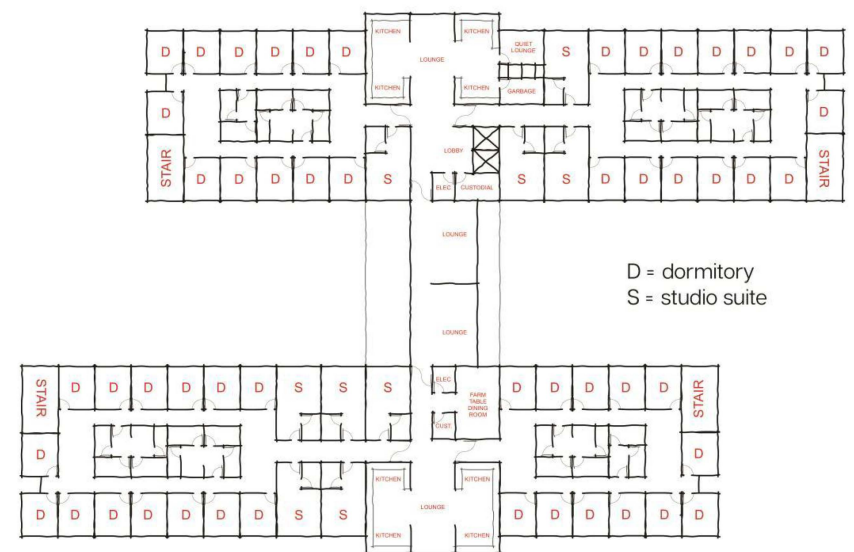 KITCHEN KITCHEN
QUIET
LOUNGE
D D D D D D S D D D D D D D
LOUNGE
KITCHEN KITCHEN GARBAGE
D D
LOBBY
STAIR D D D D D S S S D D D D D D STAIR
ELEC CUSTODIAL
LOUNGE
D = dormitory
S = studio suite
LOUNGE
ELEC
STAIR D D D D D D S S S D D D D D STAIR
FARM
TABLE
DINING
ROOM
CUST.
D D
KITCHEN KITCHEN
LOUNGE
D D D D D D D S S D D D D D D
KITCHEN KITCHEN